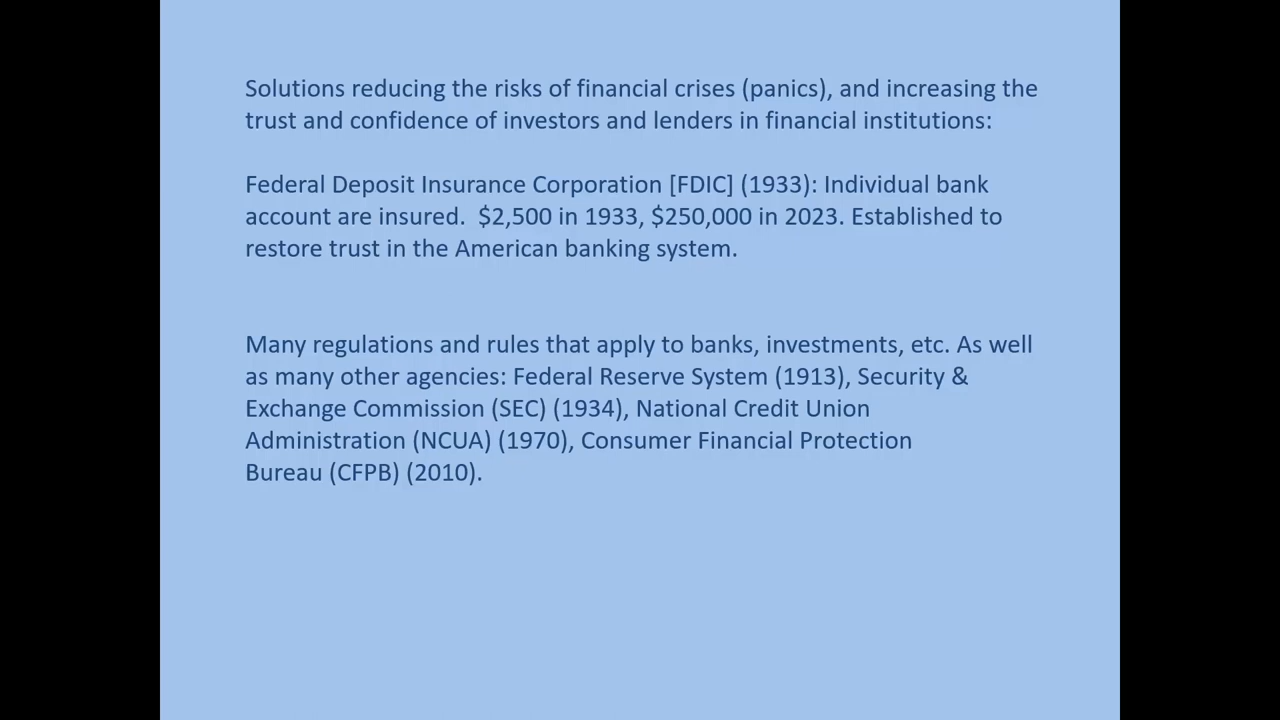 Solutions reducing the risks of financial crises (panics), and increasing the
trust and confidence of investors and lenders in financial institutions:
Federal Deposit Insurance Corporation [FDIC] (1933): Individual bank
account are insured.  $2,500 in 1933, $250,000 in 2023. Established to
restore trust in the American banking system.
Many regulations and rules that apply to banks, investments, etc. As well
as many other agencies: Federal Reserve System (1913), Security &
Exchange Commission (SEC) (1934), National Credit Union
Administration (NCUA) (1970), Consumer Financial Protection
Bureau (CFPB) (2010).